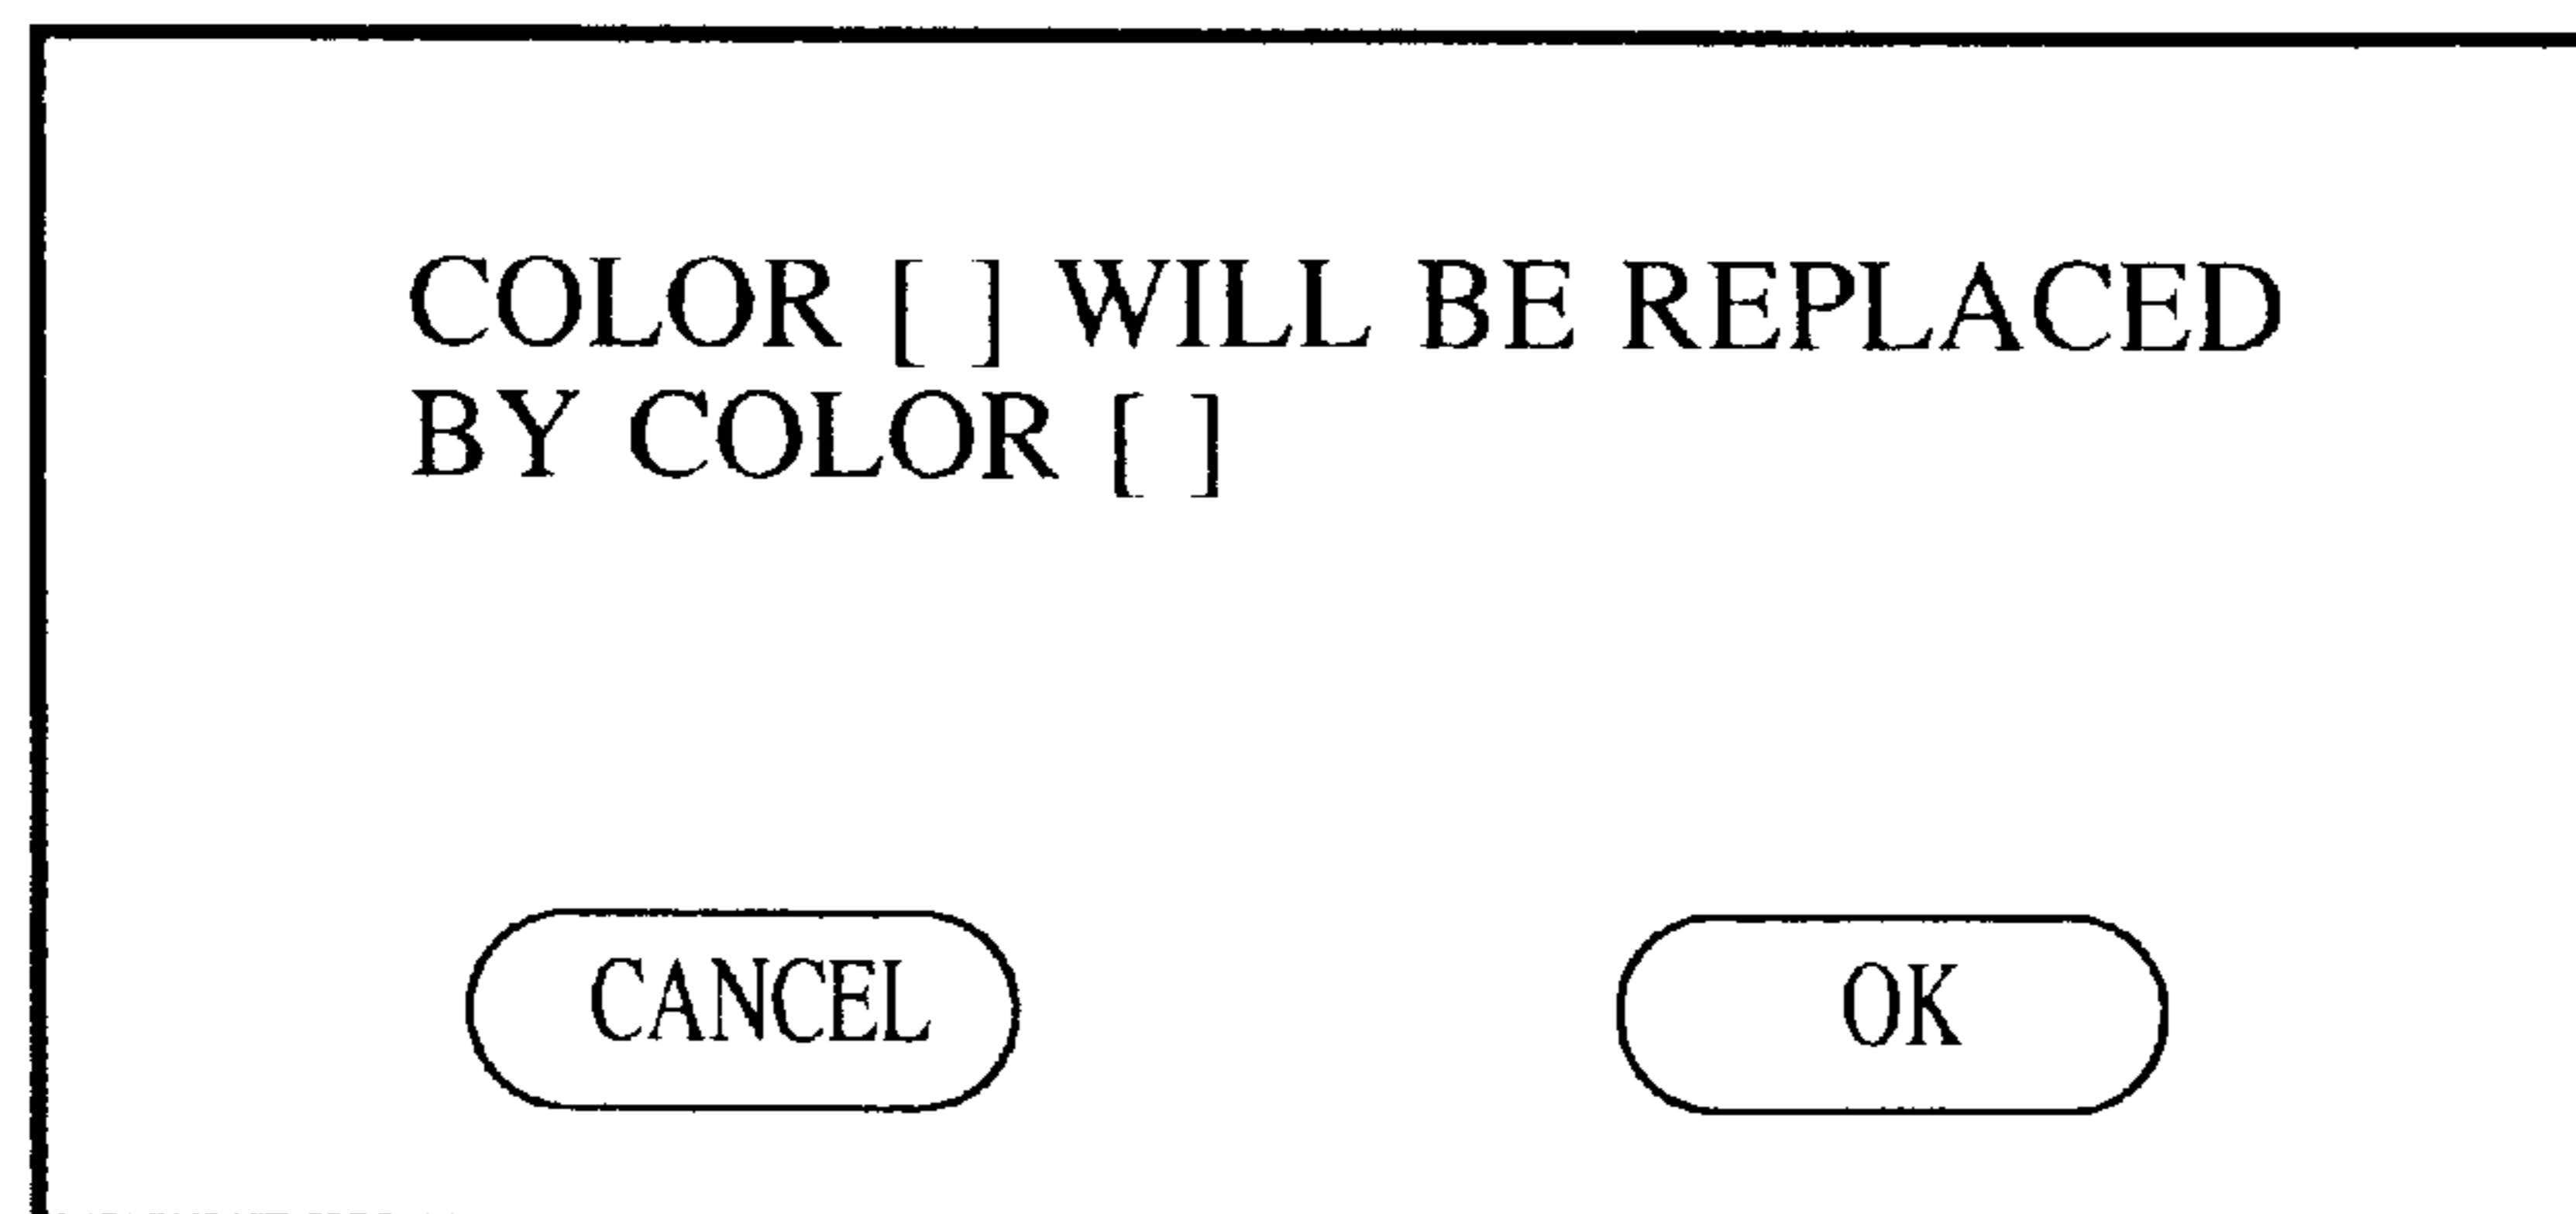 COLOR [ ] WILL BE REPLACED
BY COLOR [ ]
CANCEL
OK